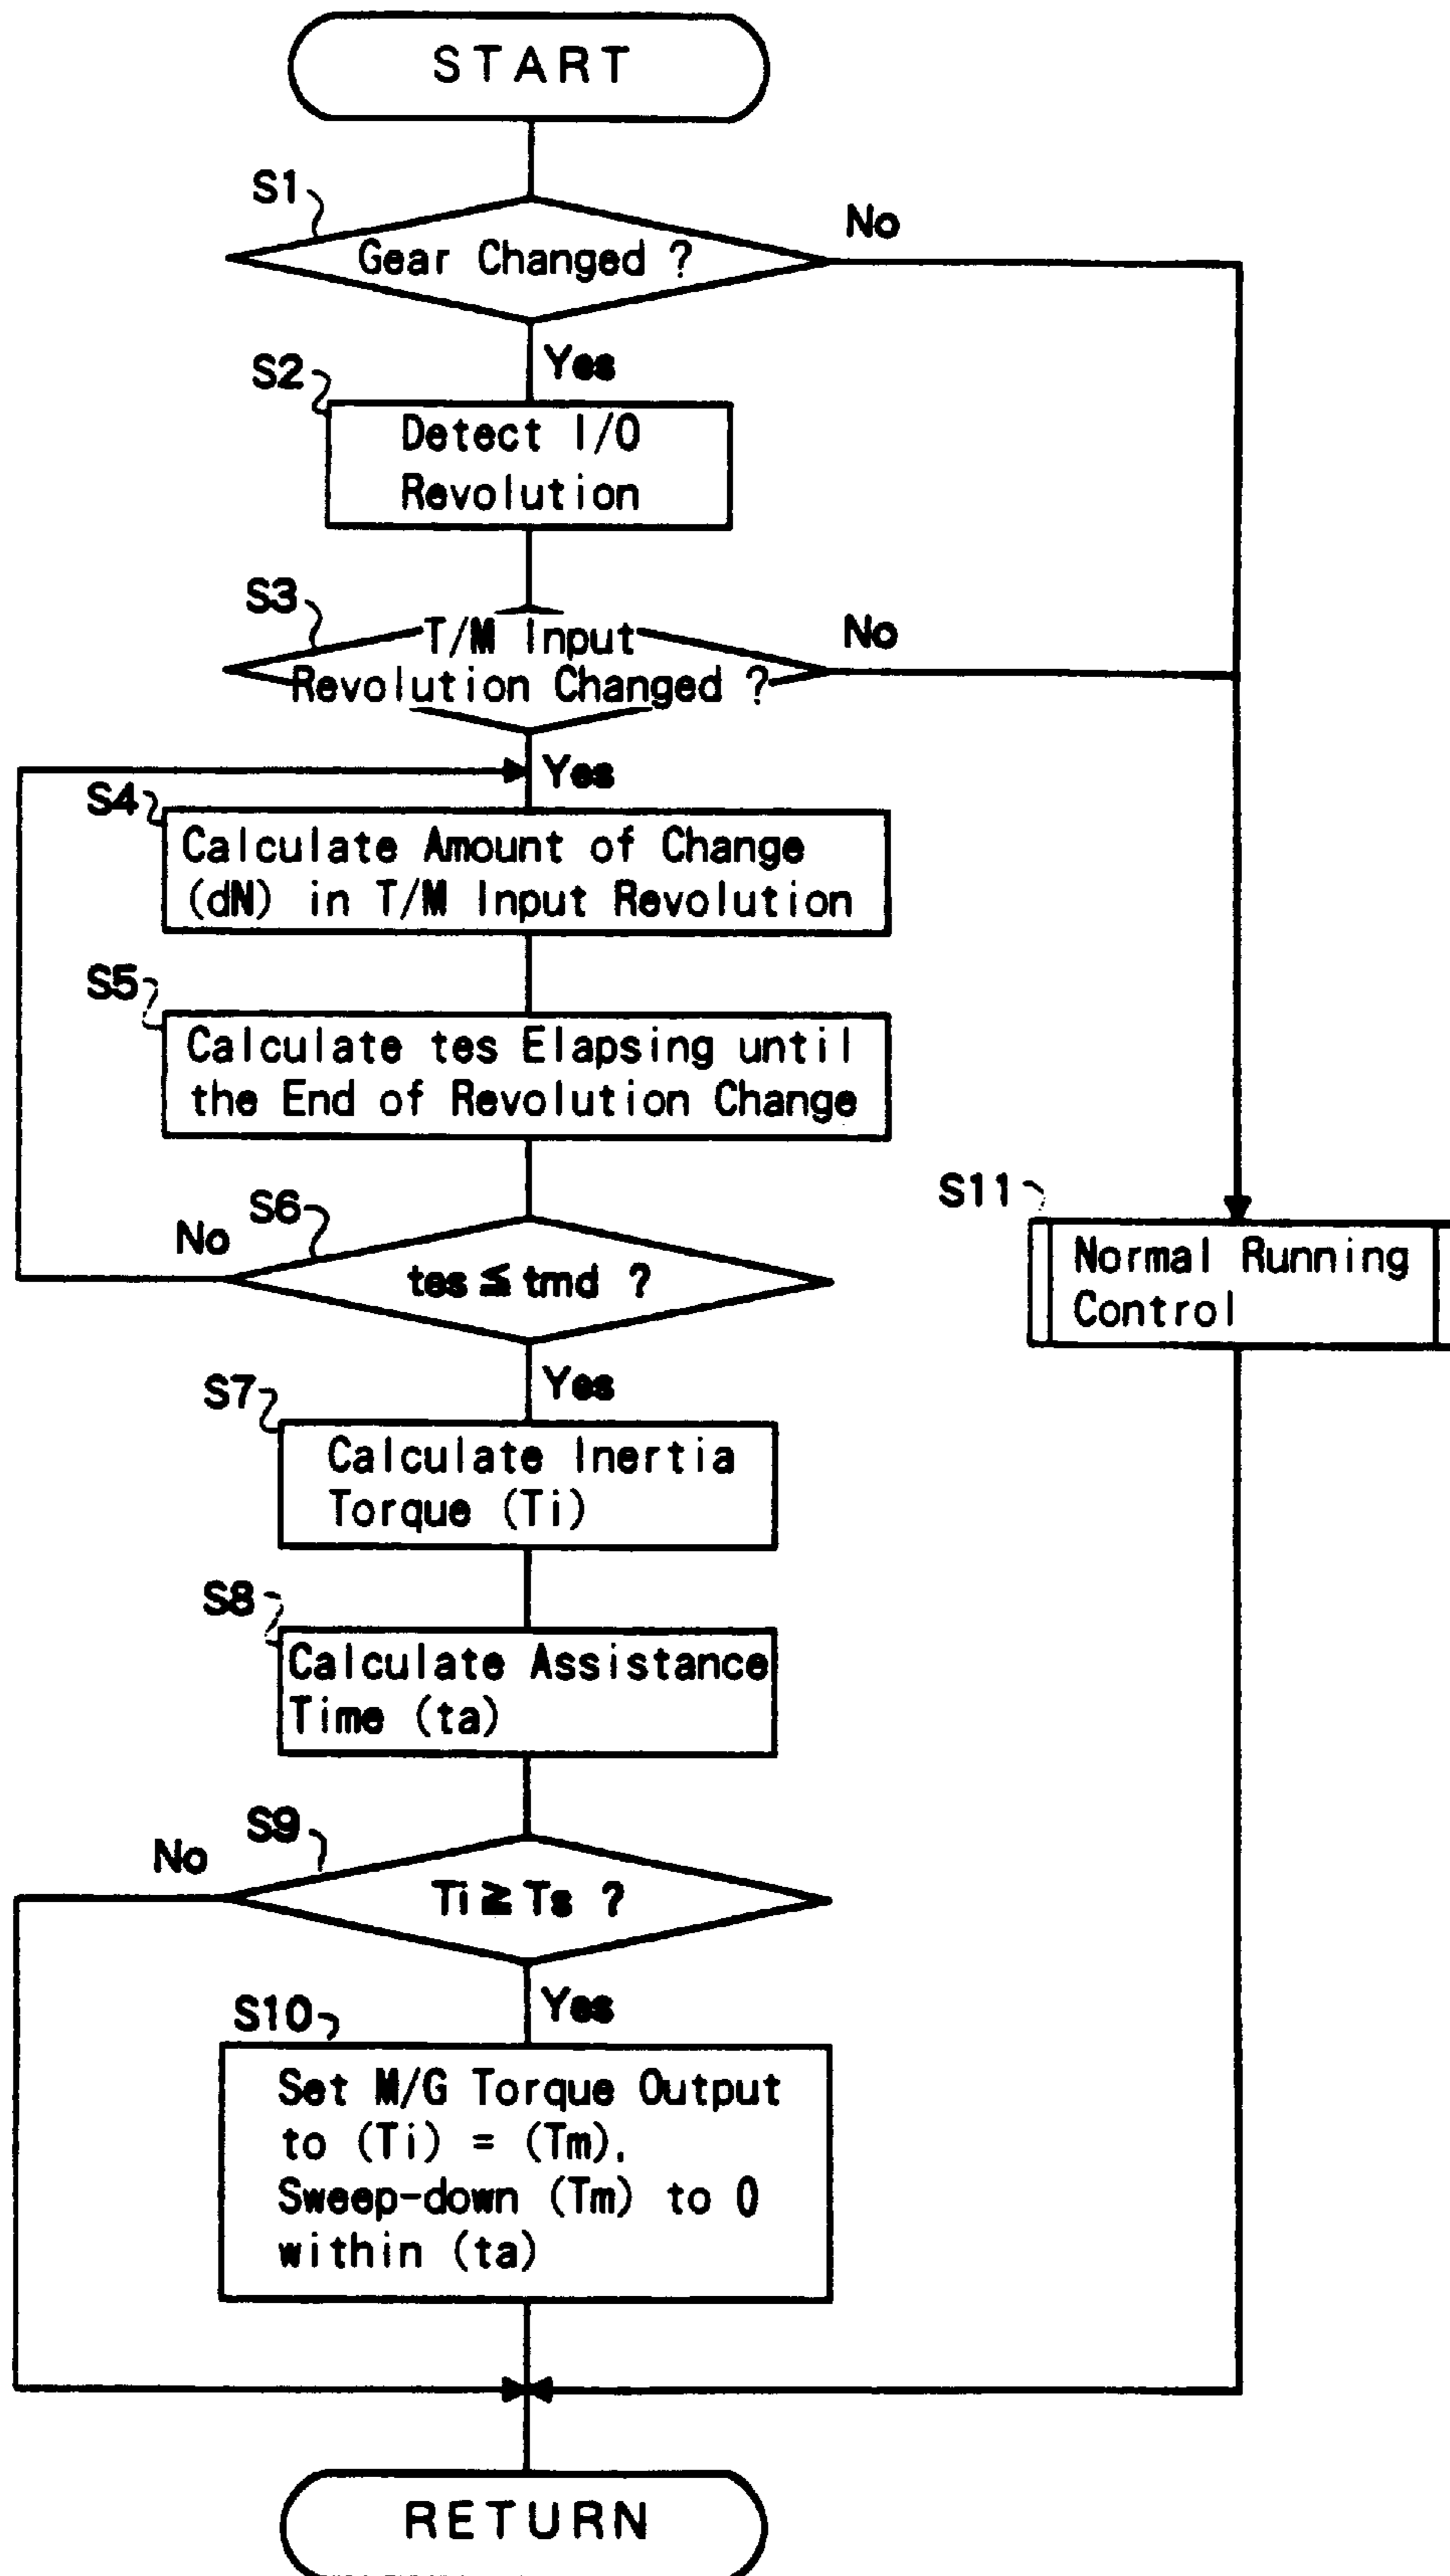 START
S1
Gear Changed ?
No
Yes
S2
Detect I/O
Revolution
S3
T/M Input
Revolution Changed ?
No
Yes
S4
Calculate Amount of Change
(dN) in T/M Input Revolution
S5
Calculate tes Elapsing until
the End of Revolution Change
S6
No
tes ≦ tmd ?
Yes
S11
Normal Running
Control
S7
Calculate Inertia
Torque (Ti)
S8
Calculate Assistance
Time (ta)
S9
No
Ti ≧ Ts ?
Yes
S10
Set M/G Torque Output
to (Ti) = (Tm),
Sweep-down (Tm) to 0
within (ta)
RETURN